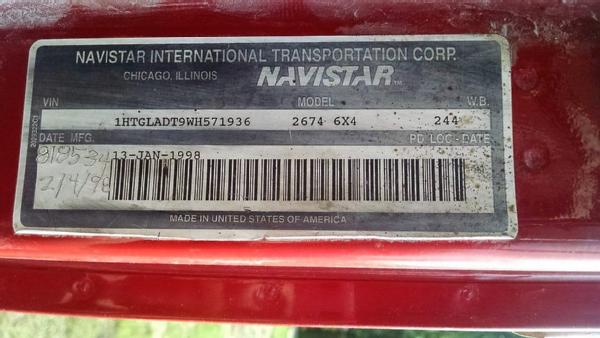 NAVISTAR INTERNATIONAL TRANSPORTATION CORP.
CHICAGO, ILLINOIS NAVISTAR™
VIN MODEL W.B.
1HTGLADT9WH571936 2674 6X4 244
DATE MFG. PD LOC - DATE
13-JAN-1998
2/4/98
MADE IN UNITED STATES OF AMERICA